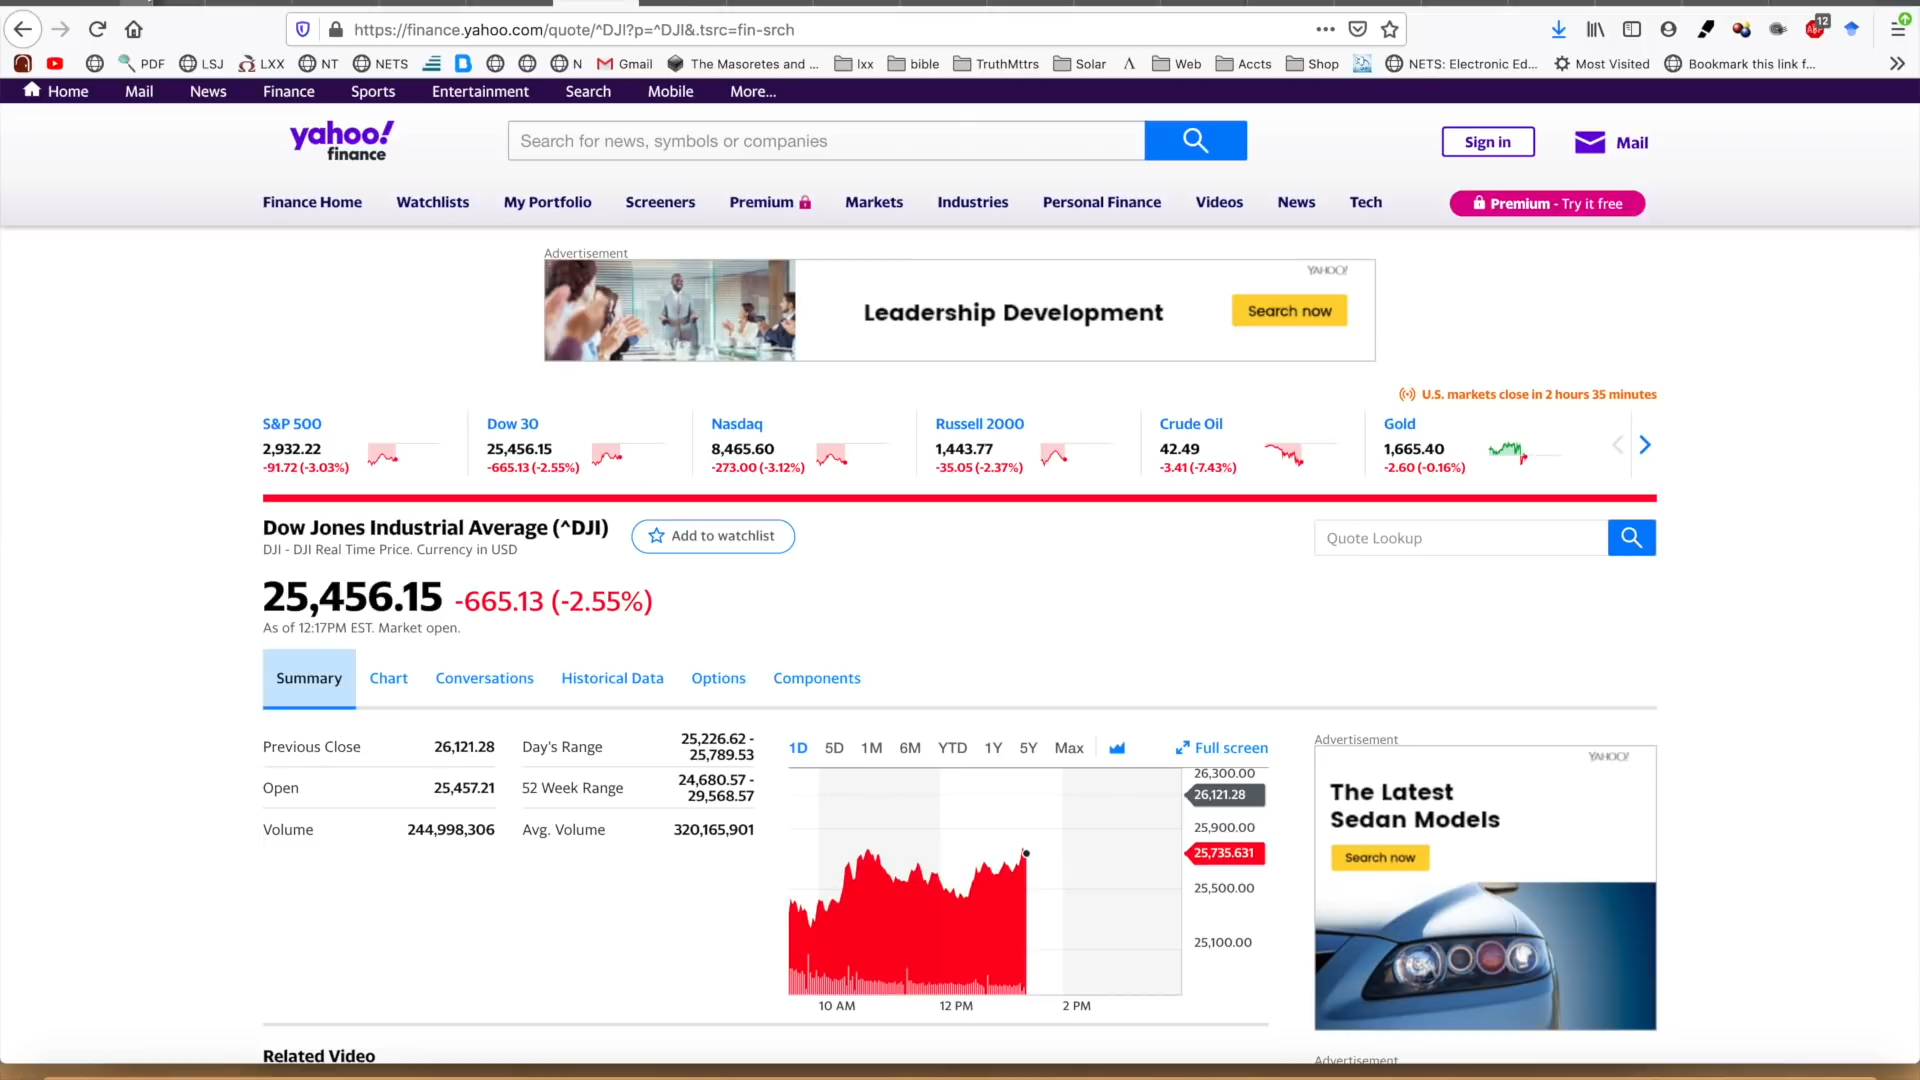 https://finance.yahoo.com/quote/^DJI?p=^DJI&.tsrc=fin-srch
12
PDF LSJ LXX NT NETS N Gmail The Masoretes and ... lxx bible TruthMttrs Solar Web Accts Shop NETS: Electronic Ed... Most Visited Bookmark this link f...
Home Mail News Finance Sports Entertainment Search Mobile More...
yahoo!
finance
Search for news, symbols or companies
Sign in
Mail
Finance Home Watchlists My Portfolio Screeners Premium Markets Industries Personal Finance Videos News Tech
Premium - Try it free
Advertisement
YAHOO!
Leadership Development
Search now
U.S. markets close in 2 hours 35 minutes
S&P 500
2,932.22
-91.72 (-3.03%)
Dow 30
25,456.15
-665.13 (-2.55%)
Nasdaq
8,465.60
-273.00 (-3.12%)
Russell 2000
1,443.77
-35.05 (-2.37%)
Crude Oil
42.49
-3.41 (-7.43%)
Gold
1,665.40
-2.60 (-0.16%)
Dow Jones Industrial Average (^DJI)
Add to watchlist
DJI - DJI Real Time Price. Currency in USD
Quote Lookup
25,456.15 -665.13 (-2.55%)
As of 12:17PM EST. Market open.
Summary Chart Conversations Historical Data Options Components
Previous Close 26,121.28
Open 25,457.21
Volume 244,998,306
Day's Range 25,226.62 -
25,789.53
52 Week Range 24,680.57 -
29,568.57
Avg. Volume 320,165,901
1D 5D 1M 6M YTD 1Y 5Y Max
Full screen
26,300.00
26,121.28
25,900.00
25,735.631
25,500.00
25,100.00
10 AM 12 PM 2 PM
Advertisement
YAHOO!
The Latest
Sedan Models
Search now
Related Video
Advertisement